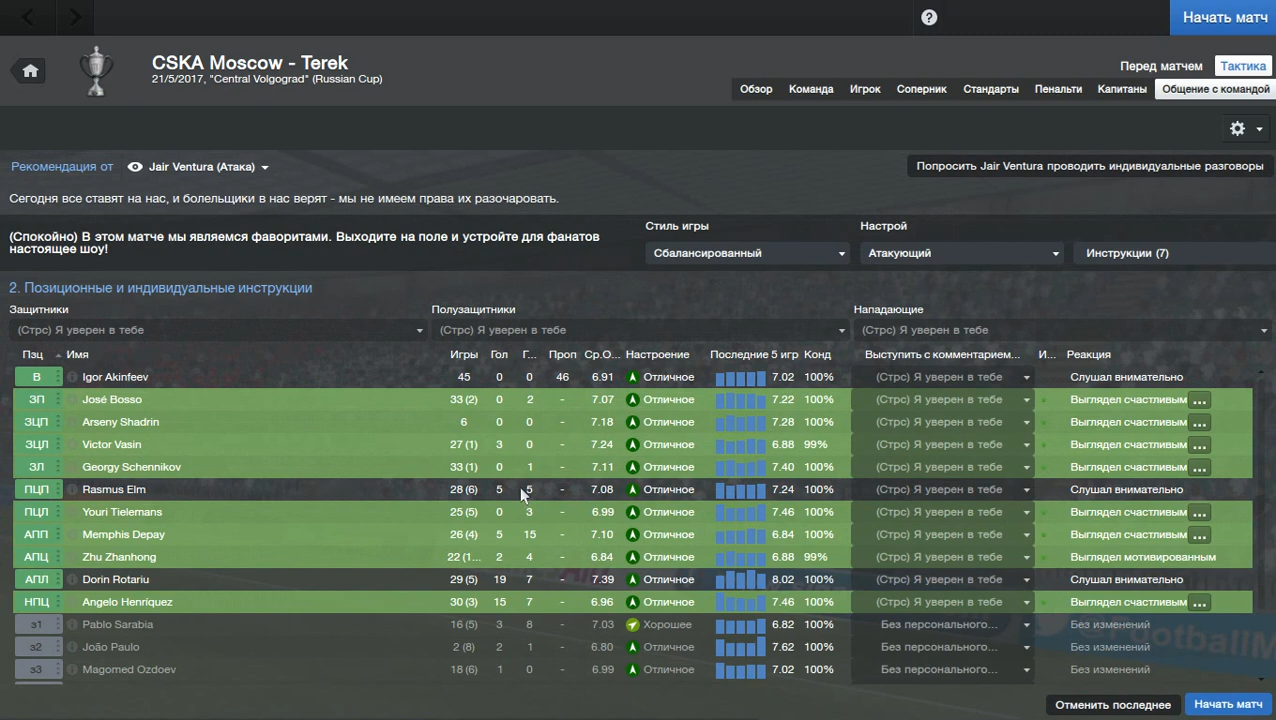 Начать матч
CSKA Moscow - Terek
21/5/2017, "Central Volgograd" (Russian Cup)
Перед матчем Тактика
Обзор Команда Игрок Соперник Стандарты Пенальти Капитаны Общение с командой
Рекомендация от Jair Ventura (Атака) Попросить Jair Ventura проводить индивидуальные разговоры
Сегодня все ставят на нас, и болельщики в нас верят - мы не имеем права их разочаровать.
Стиль игры Настрой
(Спокойно) В этом матче мы являемся фаворитами. Выходите на поле и устройте для фанатов
настоящее шоу!
Сбалансированный Атакующий Инструкции (7)
2. Позиционные и индивидуальные инструкции
Защитники Полузащитники Нападающие
(Стрс) Я уверен в тебе (Стрс) Я уверен в тебе (Стрс) Я уверен в тебе
Пзц Имя Игры Гол Г... Проп Ср.О... Настроение Последние 5 игр Конд Выступить с комментарием... И... Реакция
В Igor Akinfeev 45 0 0 46 6.91 Отличное 7.02 100% (Стрс) Я уверен в тебе Слушал внимательно
ЗП José Bosso 33 (2) 0 2 - 7.07 Отличное 7.22 100% (Стрс) Я уверен в тебе Выглядел счастливым ...
ЗЦП Arseny Shadrin 6 0 0 - 7.18 Отличное 7.28 100% (Стрс) Я уверен в тебе Выглядел счастливым ...
ЗЦЛ Victor Vasin 27 (1) 3 0 - 7.24 Отличное 6.88 99% (Стрс) Я уверен в тебе Выглядел счастливым ...
ЗЛ Georgy Schennikov 33 (1) 0 1 - 7.11 Отличное 7.40 100% (Стрс) Я уверен в тебе Выглядел счастливым ...
ПЦП Rasmus Elm 28 (6) 5 5 - 7.08 Отличное 7.24 100% (Стрс) Я уверен в тебе Слушал внимательно
ПЦЛ Youri Tielemans 25 (5) 0 3 - 6.99 Отличное 7.46 100% (Стрс) Я уверен в тебе Выглядел счастливым ...
АПП Memphis Depay 26 (4) 5 15 - 7.10 Отличное 6.84 100% (Стрс) Я уверен в тебе Выглядел счастливым ...
АПЦ Zhu Zhanhong 22 (1... 2 4 - 6.84 Отличное 6.88 99% (Стрс) Я уверен в тебе Выглядел мотивированным
АПЛ Dorin Rotariu 29 (5) 19 7 - 7.39 Отличное 8.02 100% (Стрс) Я уверен в тебе Слушал внимательно
НПЦ Angelo Henríquez 30 (3) 15 7 - 6.96 Отличное 7.46 100% (Стрс) Я уверен в тебе Выглядел счастливым ...
з1 Pablo Sarabia 16 (5) 3 8 - 7.03 Хорошее 6.82 100% Без персонального... Без изменений
з2 João Paulo 2 (8) 2 1 - 6.80 Отличное 7.62 100% Без персонального... Без изменений
з3 Magomed Ozdoev 18 (6) 1 0 - 6.99 Отличное 7.02 100% Без персонального... Без изменений
Отменить последнее Начать матч